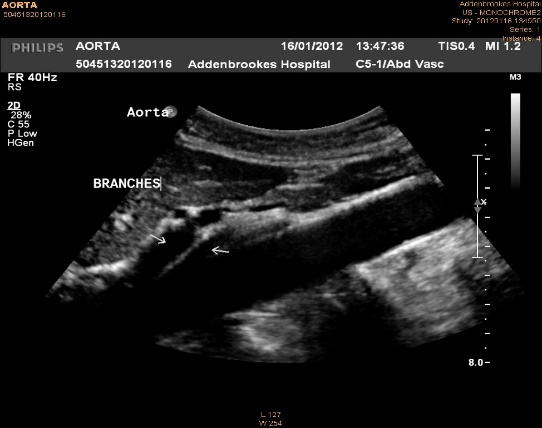 AORTA
50451320120116
Addenbrookes Hospital
US - MONOCHROME2
Study: 20120116 134550
Series: 1
Instance: 4
PHILIPS AORTA 16/01/2012 13:47:36 TIS0.4 MI 1.2
50451320120116 Addenbrookes Hospital C5-1/Abd Vasc
FR 40Hz
RS
M3
2D
28%
C 55
P Low
HGen
Aorta
BRANCHES
x
8.0
L 127
W 254